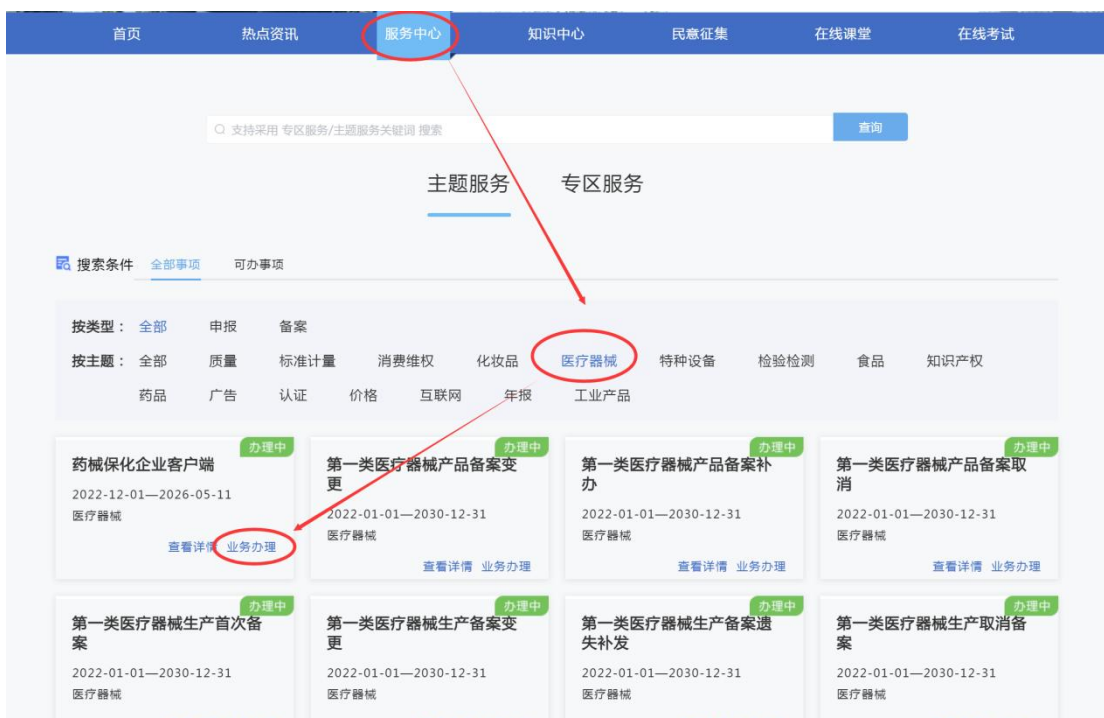 首页 热点资讯 服务中心 知识中心 民意征集 在线课堂 在线考试
支持采用 专区服务/主题服务关键词 搜索 查询
主题服务 专区服务
搜索条件 全部事项 可办事项
按类型： 全部 申报 备案
按主题： 全部 质量 标准计量 消费维权 化妆品 医疗器械 特种设备 检验检测 食品 知识产权
药品 广告 认证 价格 互联网 年报 工业产品
办理中
药械保化企业客户端
2022-12-01—2026-05-11
医疗器械
查看详情 业务办理
办理中
第一类医疗器械产品备案变
更
2022-01-01—2030-12-31
医疗器械
查看详情 业务办理
办理中
第一类医疗器械产品备案补
办
2022-01-01—2030-12-31
医疗器械
查看详情 业务办理
办理中
第一类医疗器械产品备案取
消
2022-01-01—2030-12-31
医疗器械
查看详情 业务办理
办理中
第一类医疗器械生产首次备
案
2022-01-01—2030-12-31
医疗器械
办理中
第一类医疗器械生产备案变
更
2022-01-01—2030-12-31
医疗器械
办理中
第一类医疗器械生产备案遗
失补发
2022-01-01—2030-12-31
医疗器械
办理中
第一类医疗器械生产取消备
案
2022-01-01—2030-12-31
医疗器械